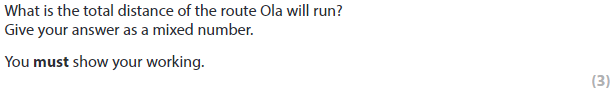 What is the total distance of the route Ola will run?
Give your answer as a mixed number.
You must show your working.
(3)